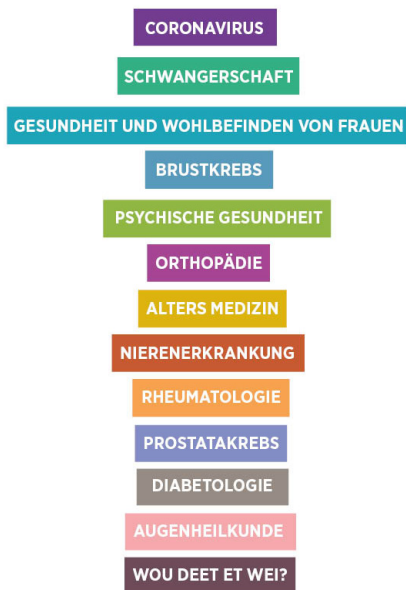 CORONAVIRUS
SCHWANGERSCHAFT
GESUNDHEIT UND WOHLBEFINDEN VON FRAUEN
BRUSTKREBS
PSYCHISCHE GESUNDHEIT
ORTHOPÄDIE
ALTERS MEDIZIN
NIERENERKRANKUNG
RHEUMATOLOGIE
PROSTATAKREBS
DIABETOLOGIE
AUGENHEILKUNDE
WOU DEET ET WEI?